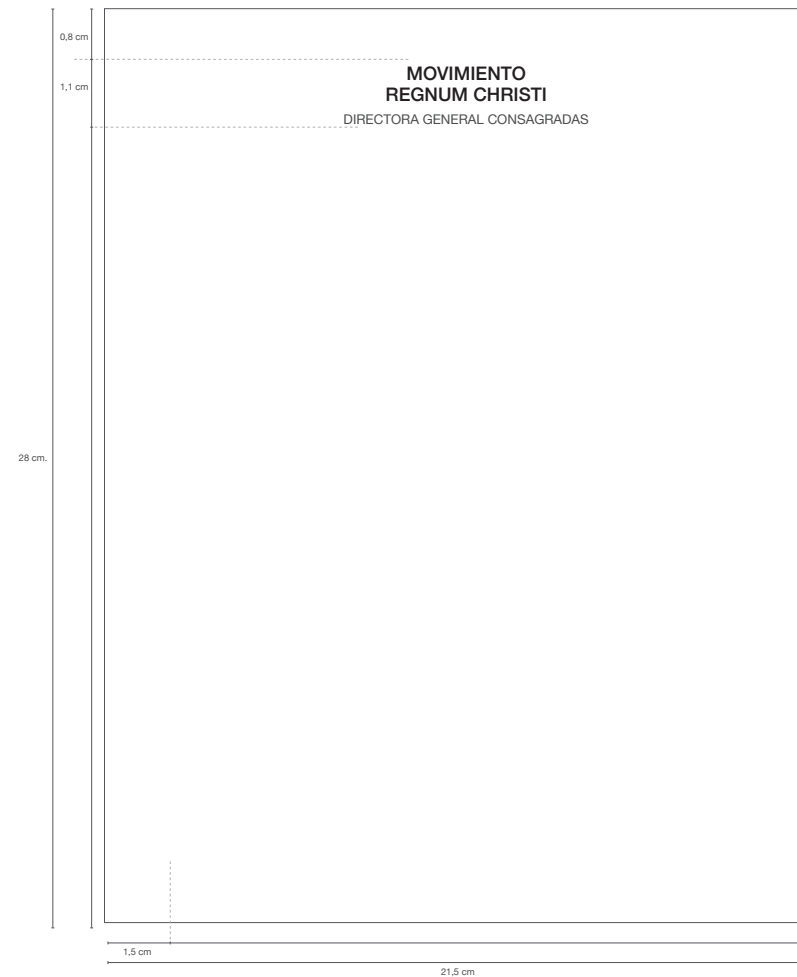 0,8 cm
MOVIMIENTO
1,1 cm
REGNUM CHRISTI
DIRECTORA GENERAL CONSAGRADAS
28 cm.
1,5 cm
21,5 cm